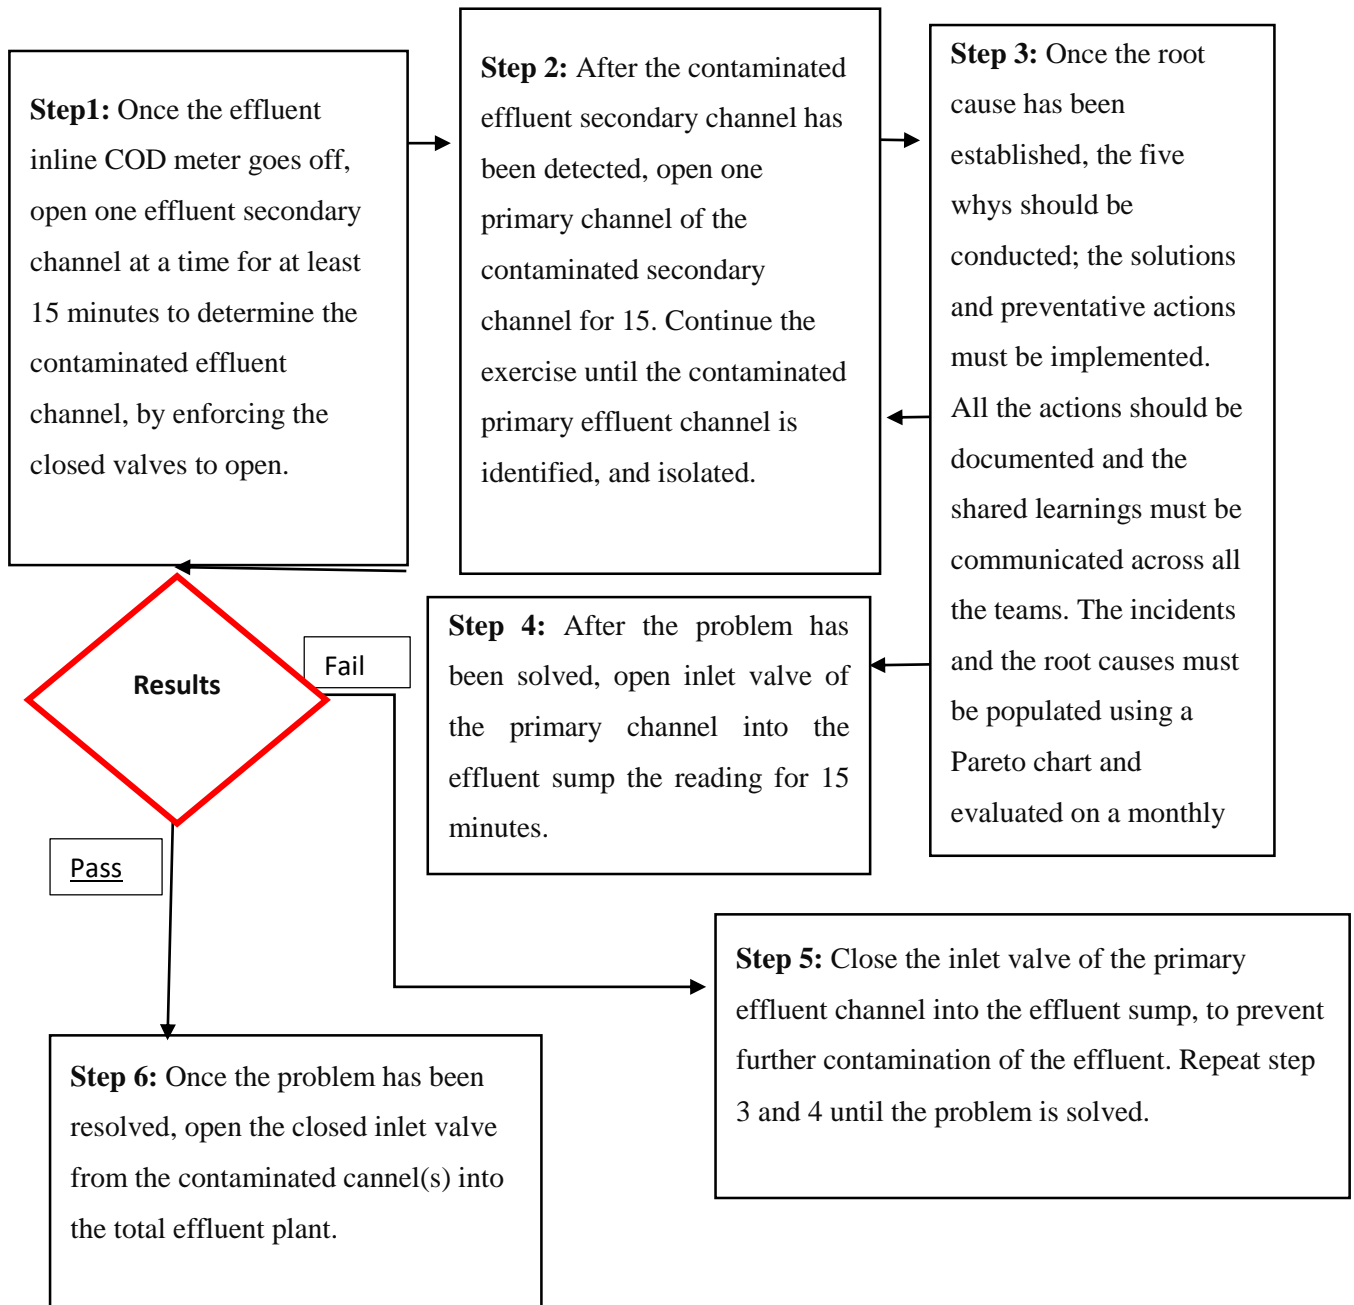 Step1: Once the effluent
inline COD meter goes off,
open one effluent secondary
channel at a time for at least
15 minutes to determine the
contaminated effluent
channel, by enforcing the
closed valves to open.
Step 2: After the contaminated
effluent secondary channel has
been detected, open one
primary channel of the
contaminated secondary
channel for 15. Continue the
exercise until the contaminated
primary effluent channel is
identified, and isolated.
Step 3: Once the root
cause has been
established, the five
whys should be
conducted; the solutions
and preventative actions
must be implemented.
All the actions should be
documented and the
shared learnings must be
communicated across all
the teams. The incidents
and the root causes must
be populated using a
Pareto chart and
evaluated on a monthly
Step 4: After the problem has
been solved, open inlet valve of
the primary channel into the
effluent sump the reading for 15
minutes.
Results
Fail
Pass
Step 5: Close the inlet valve of the primary
effluent channel into the effluent sump, to prevent
further contamination of the effluent. Repeat step
3 and 4 until the problem is solved.
Step 6: Once the problem has been
resolved, open the closed inlet valve
from the contaminated cannel(s) into
the total effluent plant.